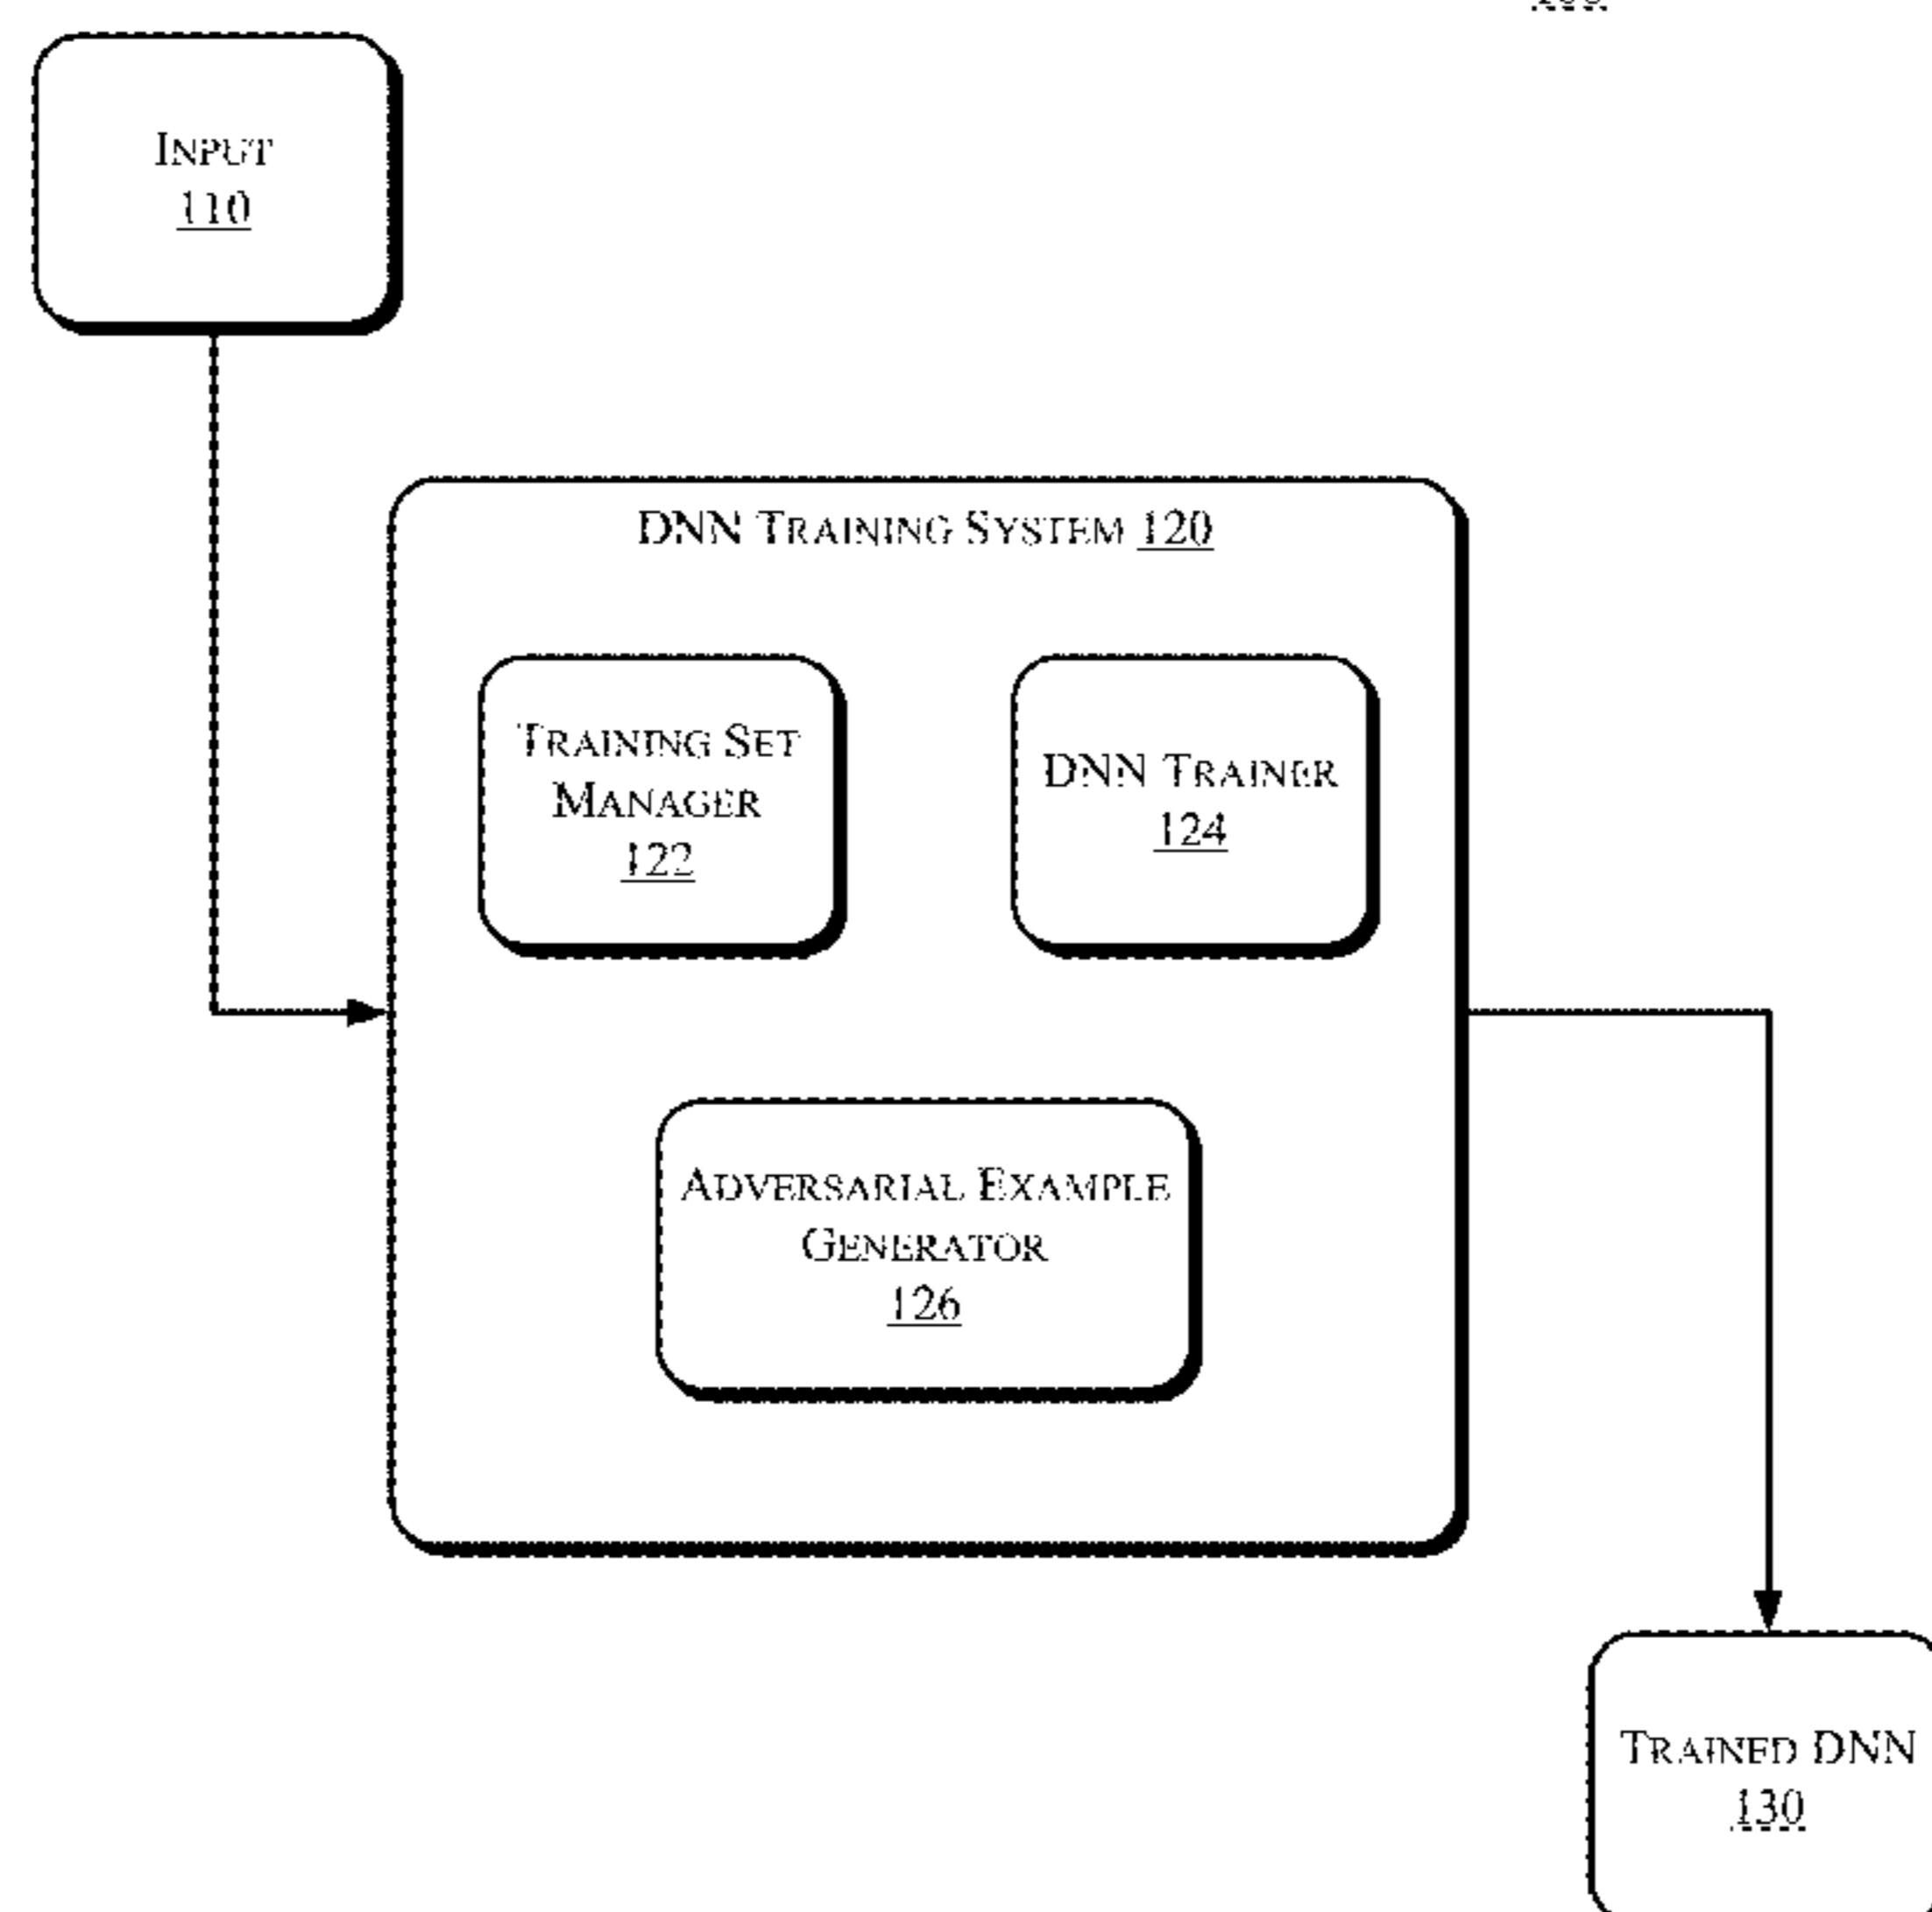 INPUT
110
DNN TRAINING SYSTEM 120
TRAINING SET
MANAGER
122
DNN TRAINER
124
ADVERSARIAL EXAMPLE
GENERATOR
126
TRAINED DNN
130